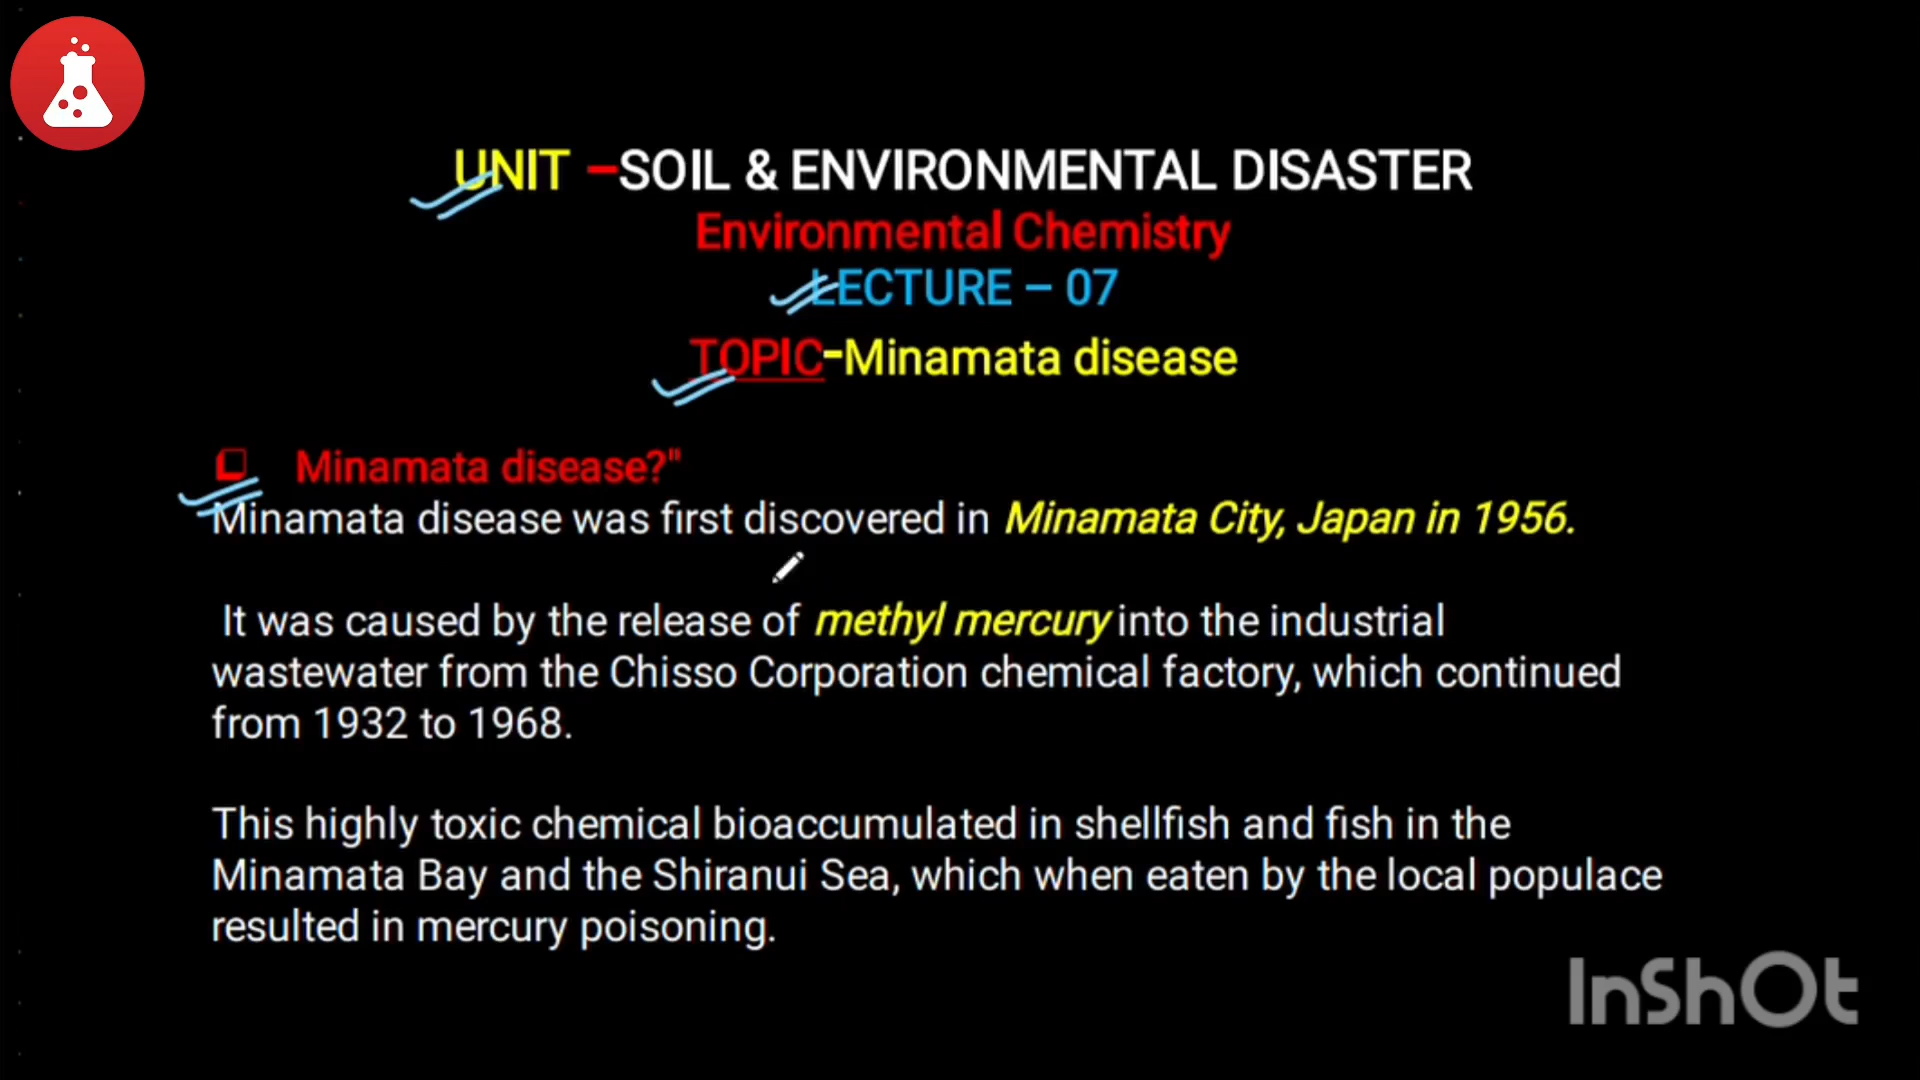 UNIT –SOIL & ENVIRONMENTAL DISASTER
Environmental Chemistry
LECTURE – 07
TOPIC-Minamata disease
Minamata disease?"
Minamata disease was first discovered in Minamata City, Japan in 1956.
It was caused by the release of methyl mercury into the industrial
wastewater from the Chisso Corporation chemical factory, which continued
from 1932 to 1968.
This highly toxic chemical bioaccumulated in shellfish and fish in the
Minamata Bay and the Shiranui Sea, which when eaten by the local populace
resulted in mercury poisoning.
InShOt